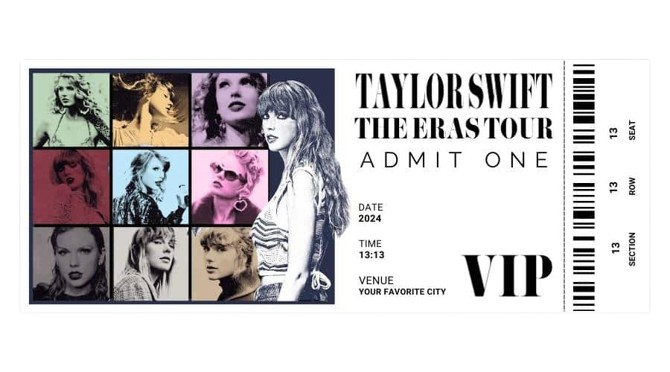 TAYLOR SWIFT
THE ERAS TOUR
ADMIT ONE
DATE
2024
TIME
13:13
VENUE
YOUR FAVORITE CITY
VIP
13 SEAT
13 ROW
13 SECTION